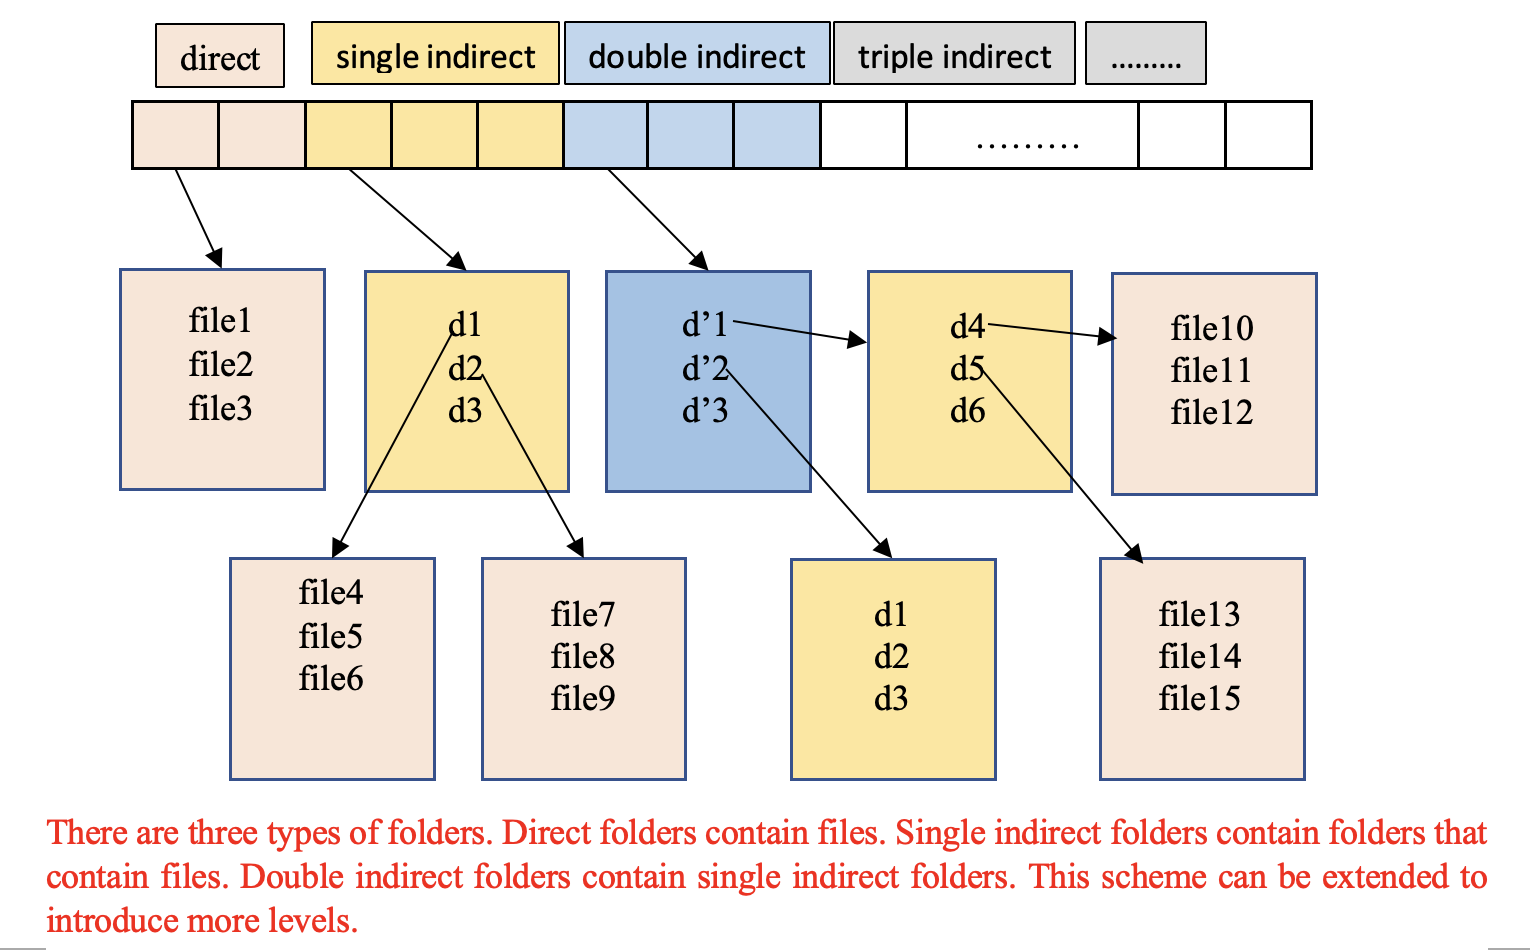 direct
single indirect
double indirect
triple indirect
.........
.........
file1
file2
file3
d1
d2
d3
d’1
d’2
d’3
d4
d5
d6
file10
file11
file12
file4
file5
file6
file7
file8
file9
d1
d2
d3
file13
file14
file15
There are three types of folders. Direct folders contain files. Single indirect folders contain folders that
contain files. Double indirect folders contain single indirect folders. This scheme can be extended to
introduce more levels.